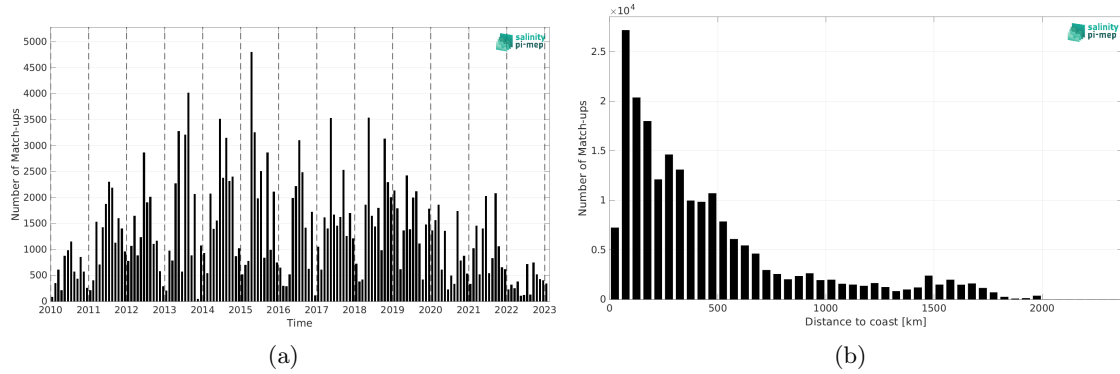 salinity
pi-mep
5000
4500
4000
3500
3000
2500
2000
1500
1000
500
0
Number of Match-ups
2010 2011 2012 2013 2014 2015 2016 2017 2018 2019 2020 2021 2022 2023
Time
(a)
×10⁴
salinity
pi-mep
2.5
2
1.5
1
0.5
0
Number of Match-ups
0 500 1000 1500 2000
Distance to coast [km]
(b)